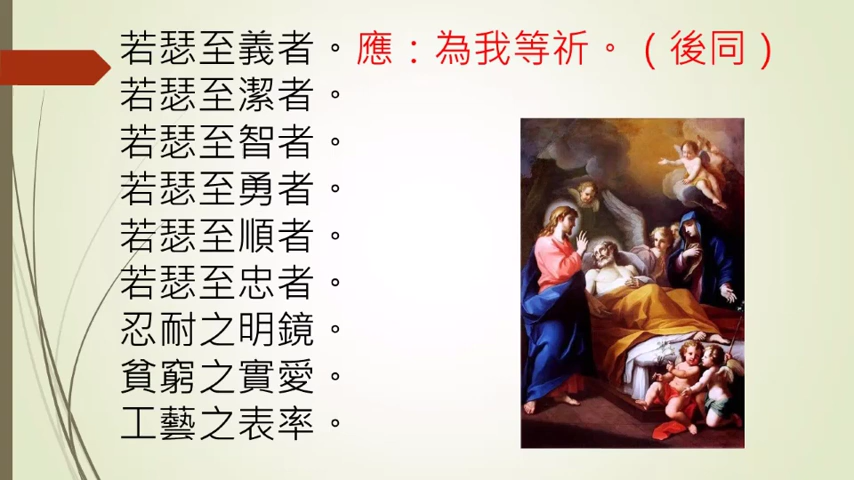 若瑟至義者。應：為我等祈。（後同）
若瑟至潔者。
若瑟至智者。
若瑟至勇者。
若瑟至順者。
若瑟至忠者。
忍耐之明鏡。
貧窮之實愛。
工藝之表率。